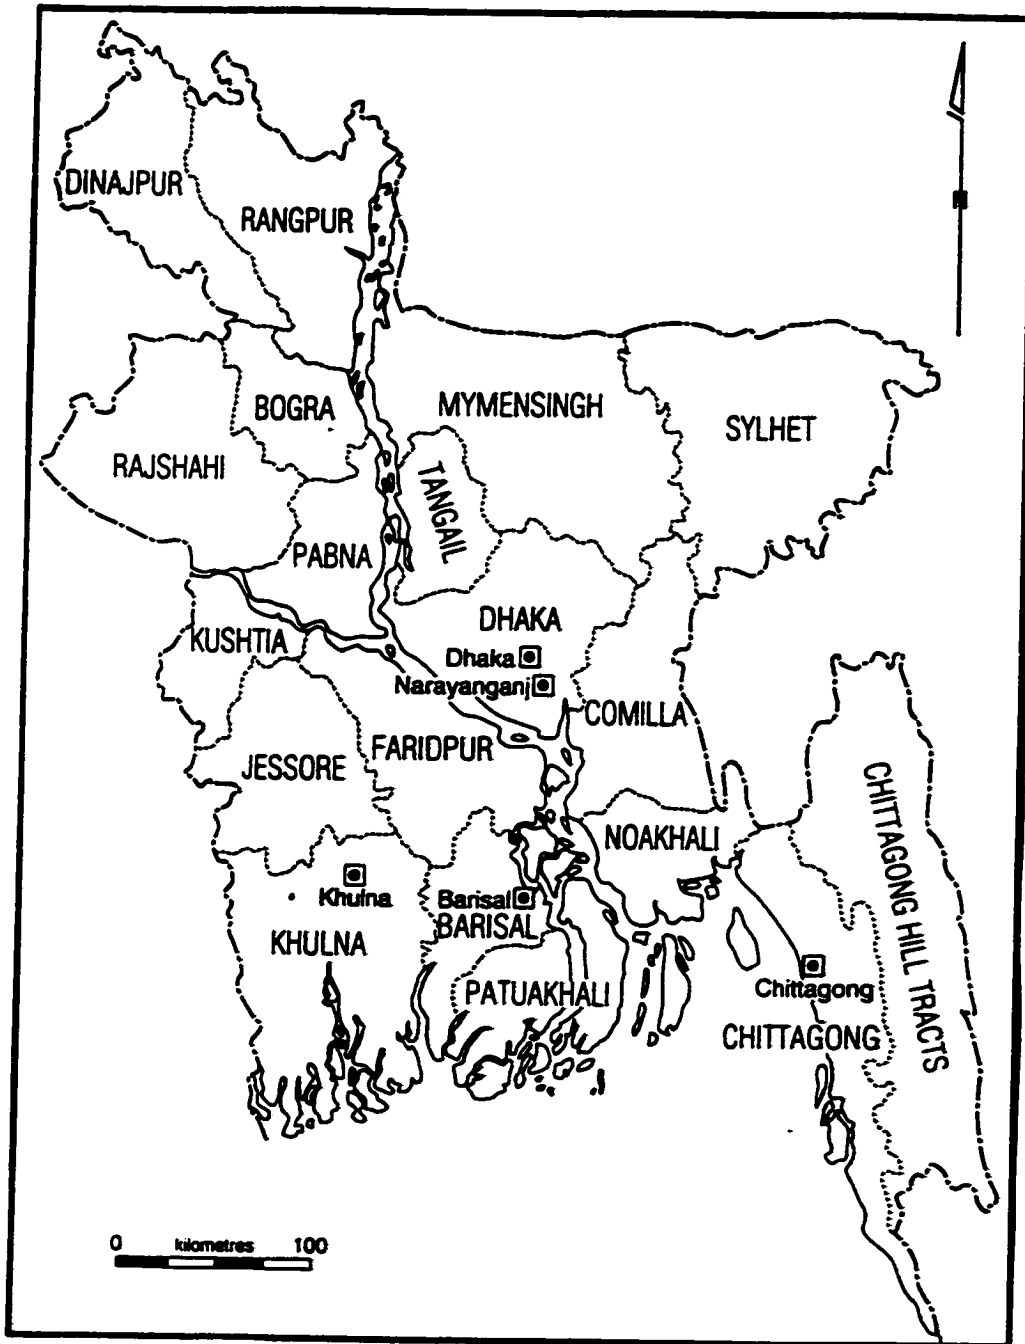 DINAJPUR
RANGPUR
N
BOGRA
MYMENSINGH
SYLHET
RAJSHAHI
TANGAIL
PABNA
DHAKA
KUSHTIA
Dhaka
Narayanganj
COMILLA
FARIDPUR
JESSORE
CHITTAGONG HILL TRACTS
NOAKHALI
Khulna
Barisal
BARISAL
KHULNA
PATUAKHALI
Chittagong
CHITTAGONG
0 kilometres 100